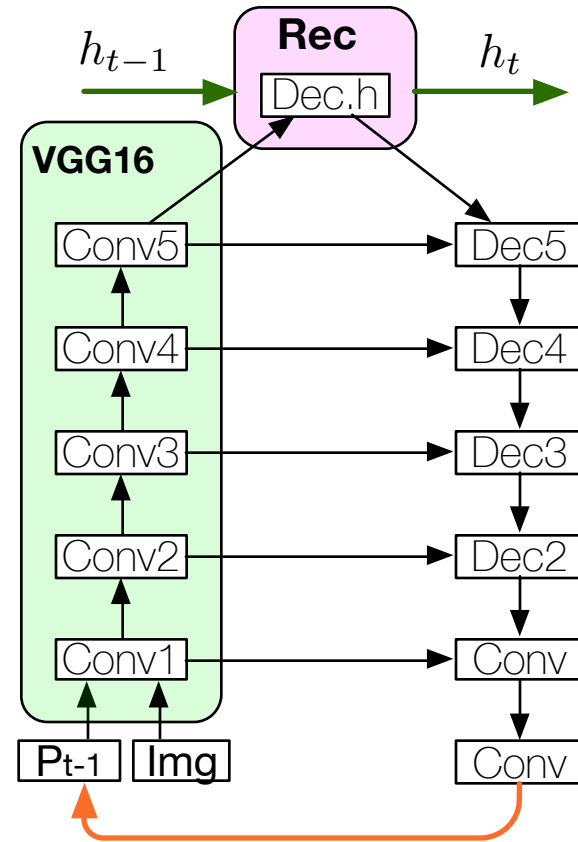 Rec
h_{t-1}
h_t
Dec.h
VGG16
Conv5
Dec5
Conv4
Dec4
Conv3
Dec3
Conv2
Dec2
Conv1
Conv
Pt-1
Img
Conv